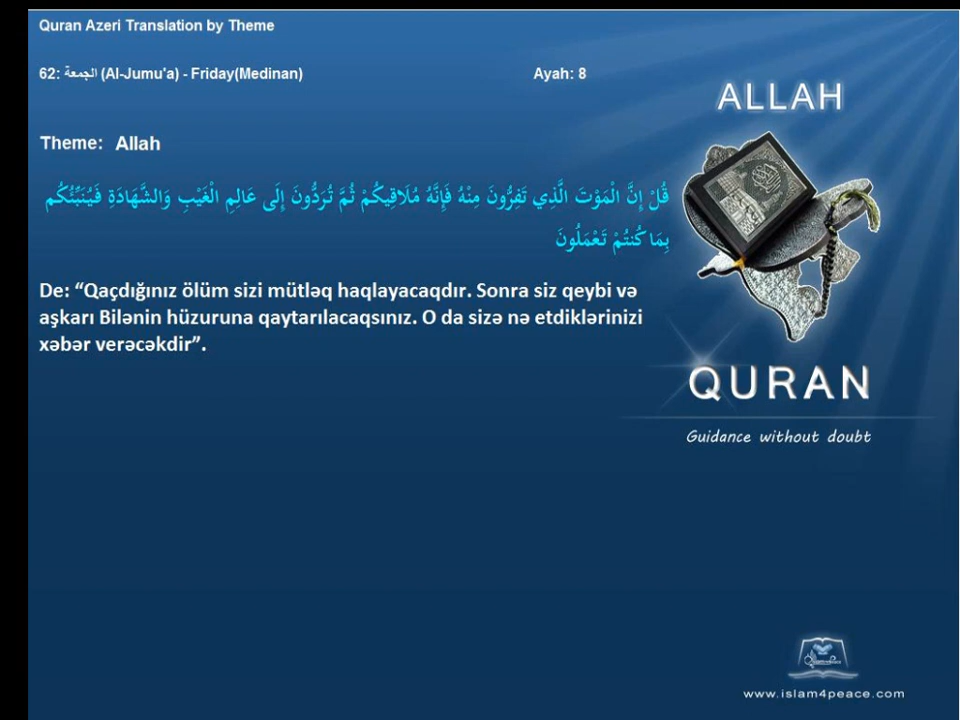 Quran Azeri Translation by Theme
62: الجمعة (Al-Jumu'a) - Friday(Medinan)
Ayah: 8
Theme: Allah
قُلْ إِنَّ الْمَوْتَ الَّذِي تَفِرُّونَ مِنْهُ فَإِنَّهُ مُلَاقِيكُمْ ثُمَّ تُرَدُّونَ إِلَى عَالِمِ الْغَيْبِ وَالشَّهَادَةِ فَيُنَبِّئُكُم
بِمَا كُنتُمْ تَعْمَلُونَ
De: “Qaçdığınız ölüm sizi mütləq haqlayacaqdır. Sonra siz qeybi və
aşkarı Bilənin hüzuruna qaytarılacaqsınız. O da sizə nə etdiklərinizi
xəbər verəcəkdir”.
ALLAH
QURAN
Guidance without doubt
www.islam4peace.com